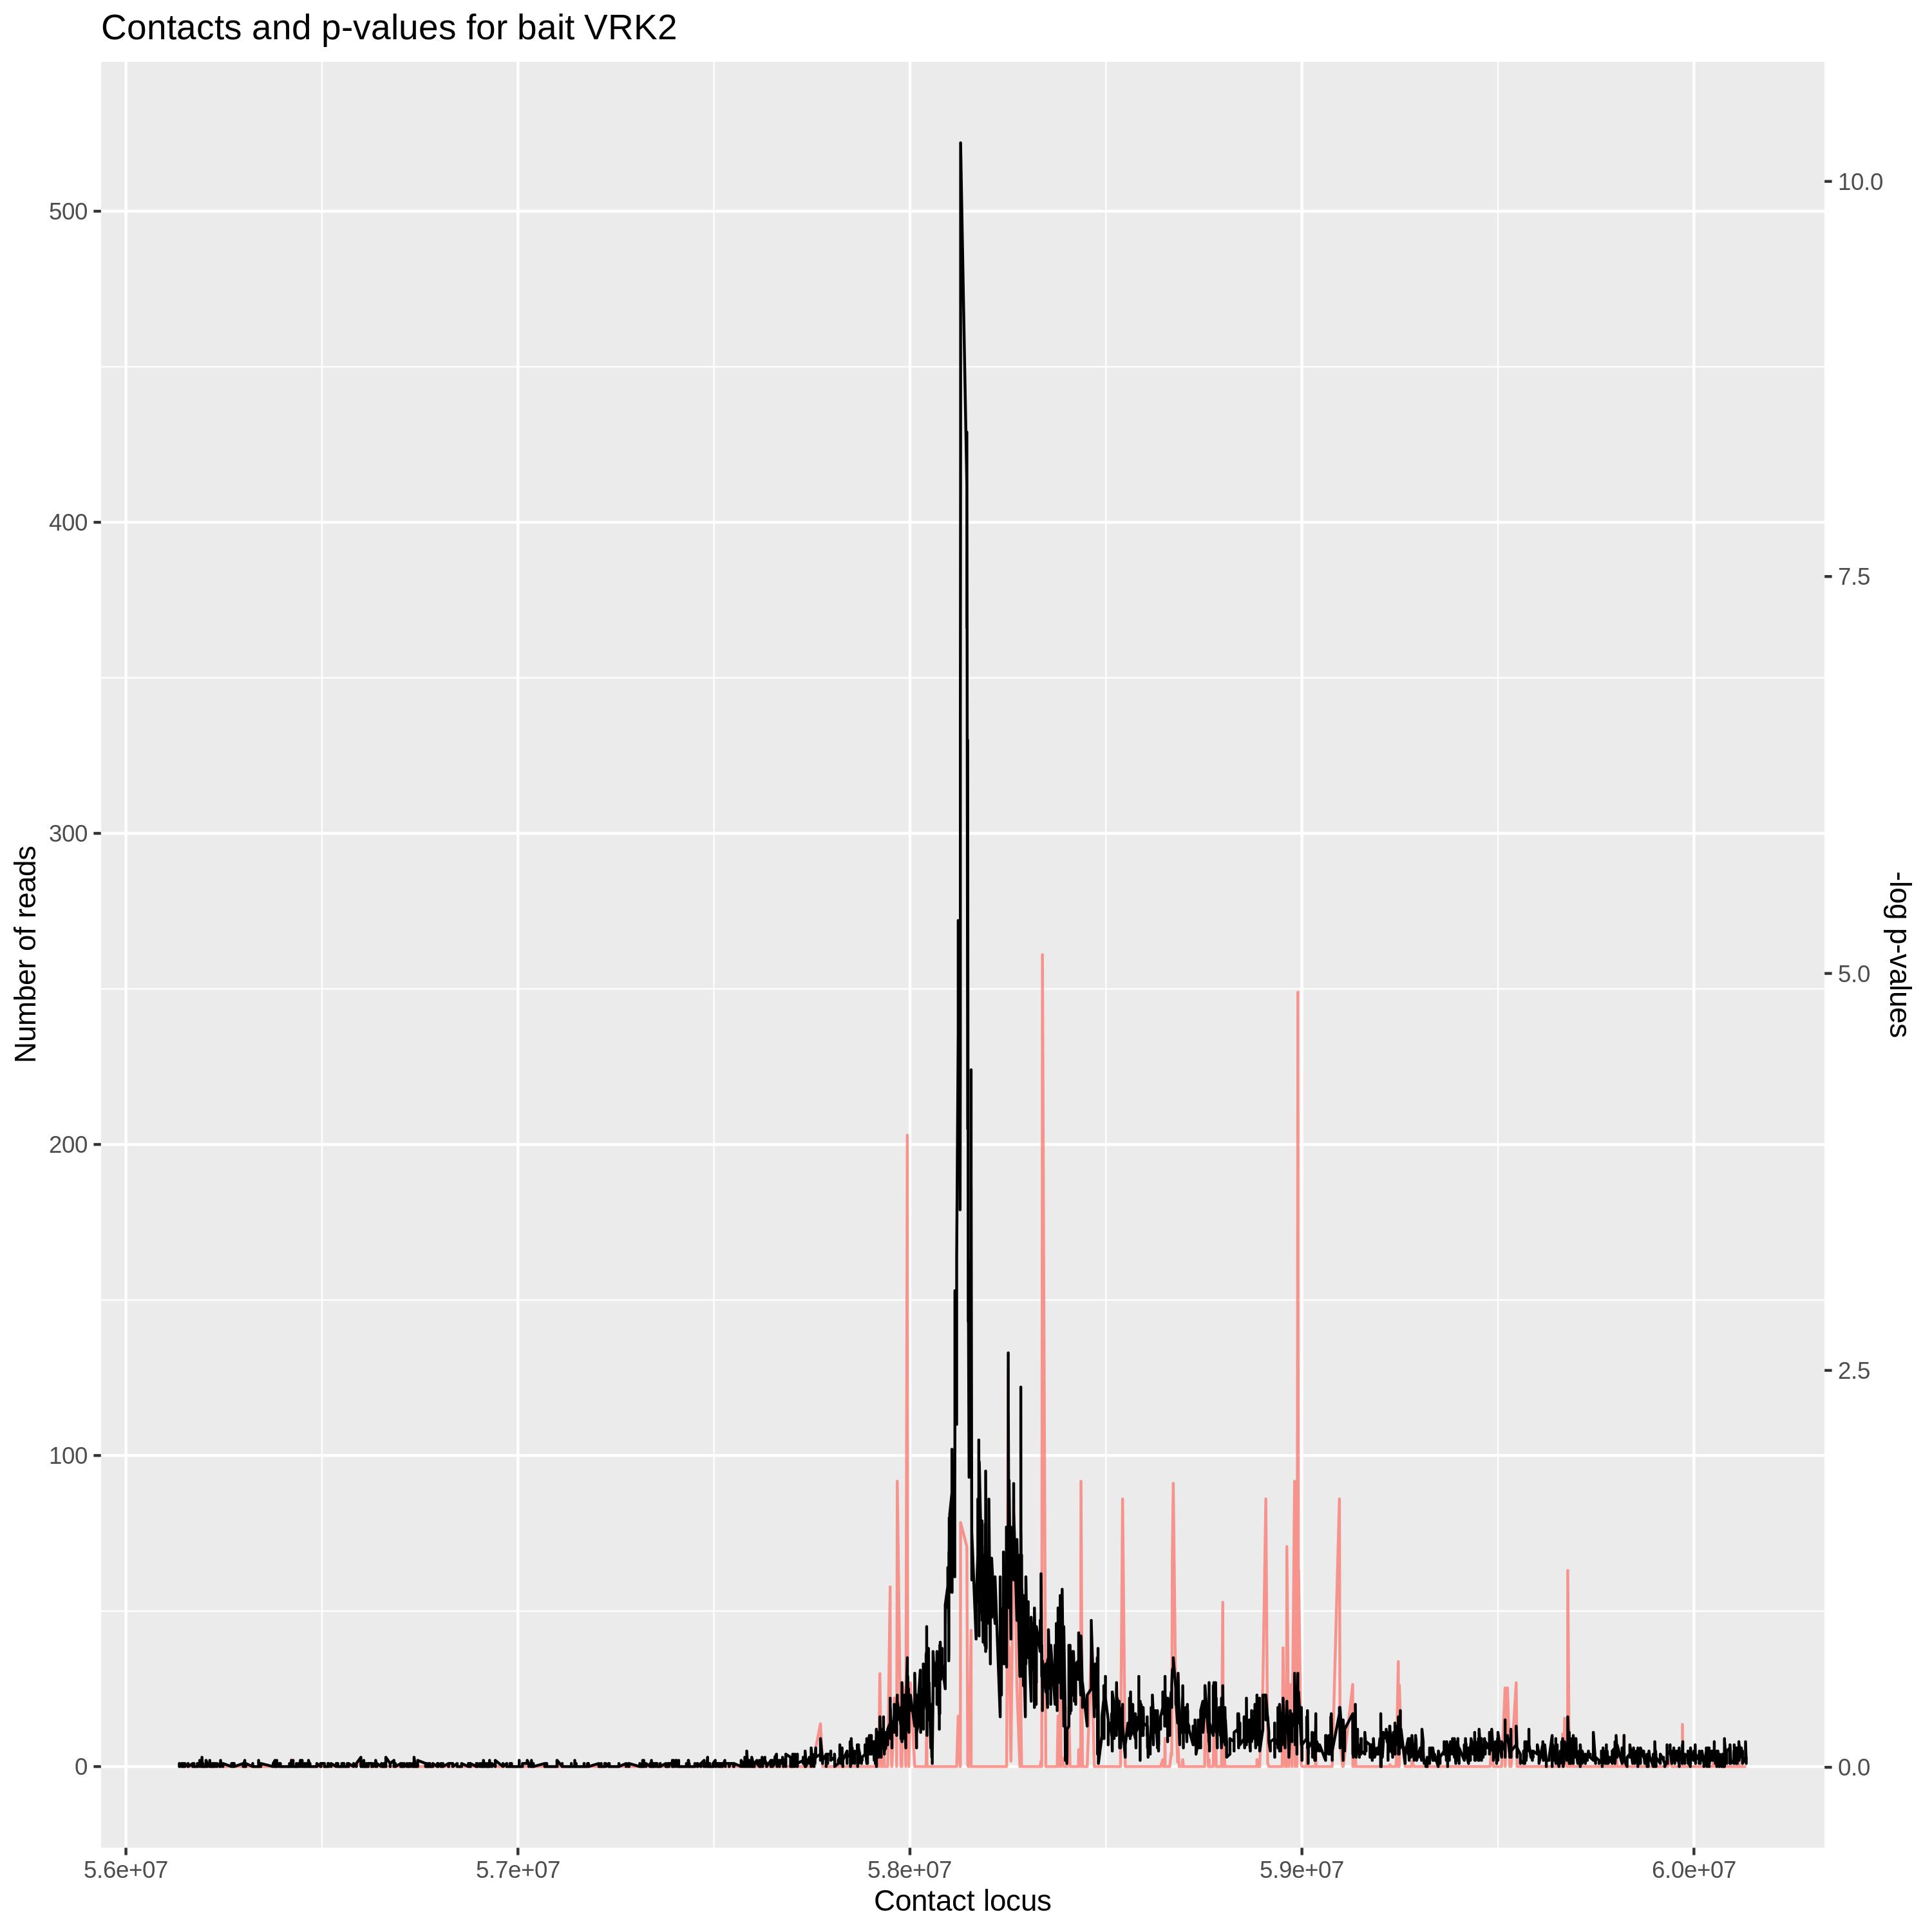 Contacts and p-values for bait VRK2
500
400
300
200
100
0
Number of reads
10.0
7.5
5.0
2.5
0.0
-log p-values
5.6e+07
5.7e+07
5.8e+07
5.9e+07
6.0e+07
Contact locus